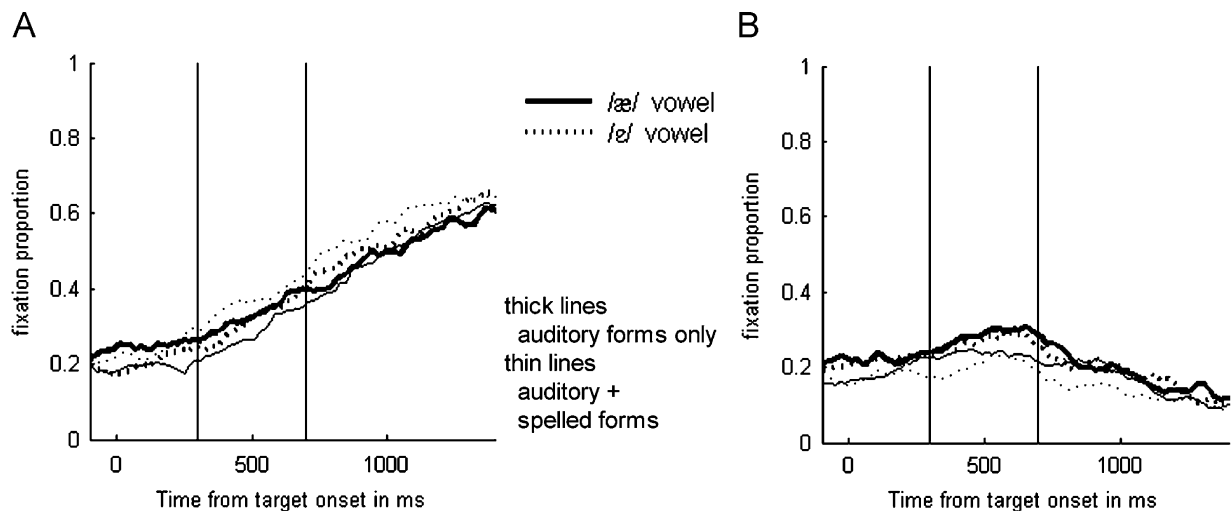 A
B
1
0.8
0.6
0.4
0.2
0
fixation proportion
0 500 1000
Time from target onset in ms
/æ/ vowel
/ɛ/ vowel
thick lines
auditory forms only
thin lines
auditory +
spelled forms
1
0.8
0.6
0.4
0.2
0
fixation proportion
0 500 1000
Time from target onset in ms